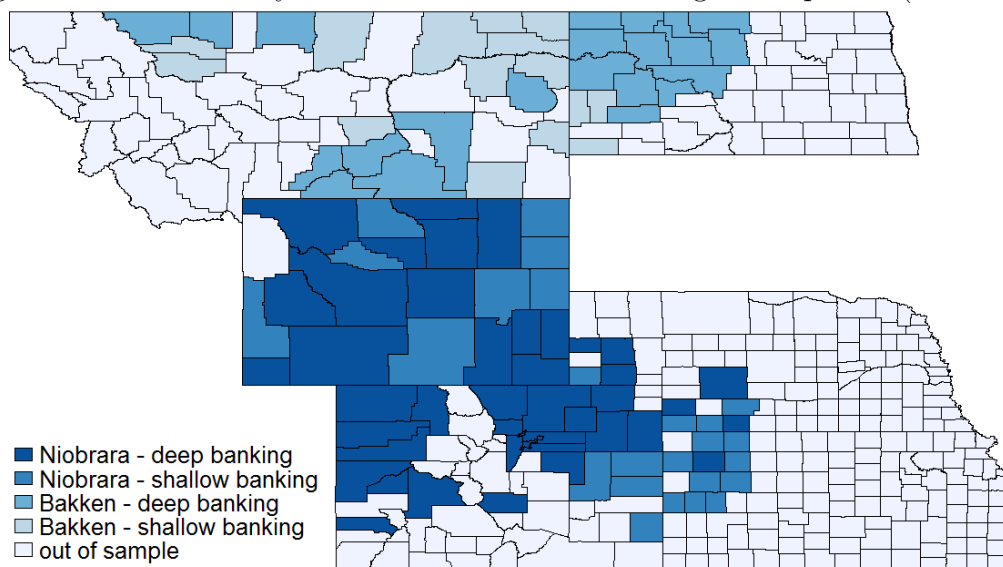 Niobrara - deep banking
Niobrara - shallow banking
Bakken - deep banking
Bakken - shallow banking
out of sample